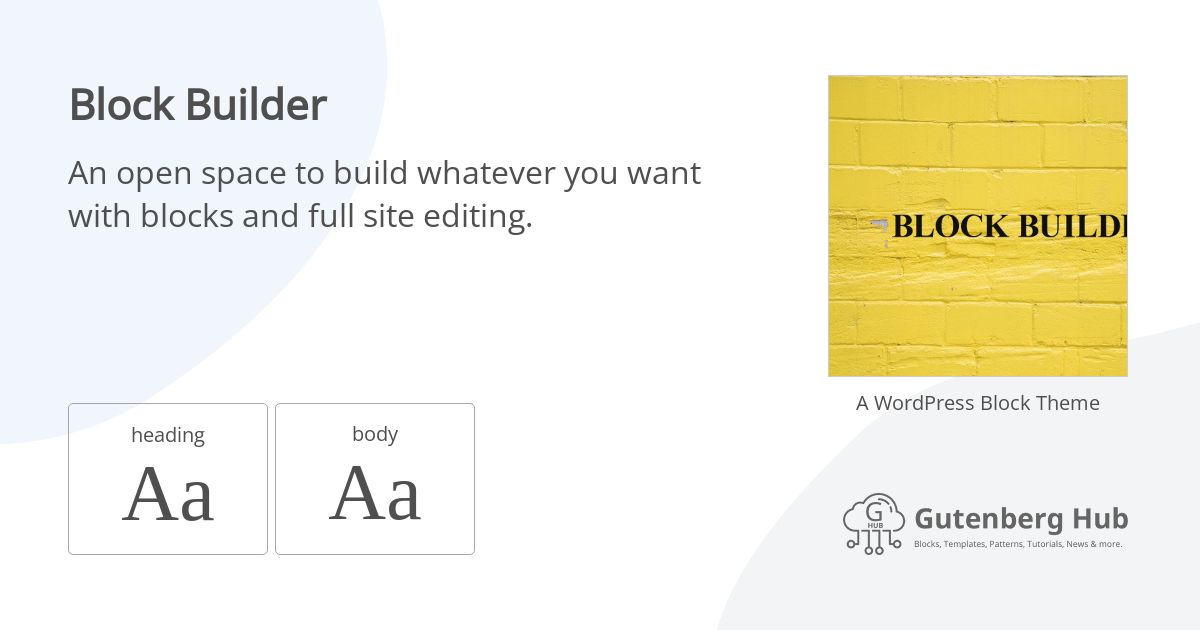 Block Builder
An open space to build whatever you want
with blocks and full site editing.
BLOCK BUILD
A WordPress Block Theme
heading
Aa
body
Aa
G
HUB
Gutenberg Hub
Blocks, Templates, Patterns, Tutorials, News & more.